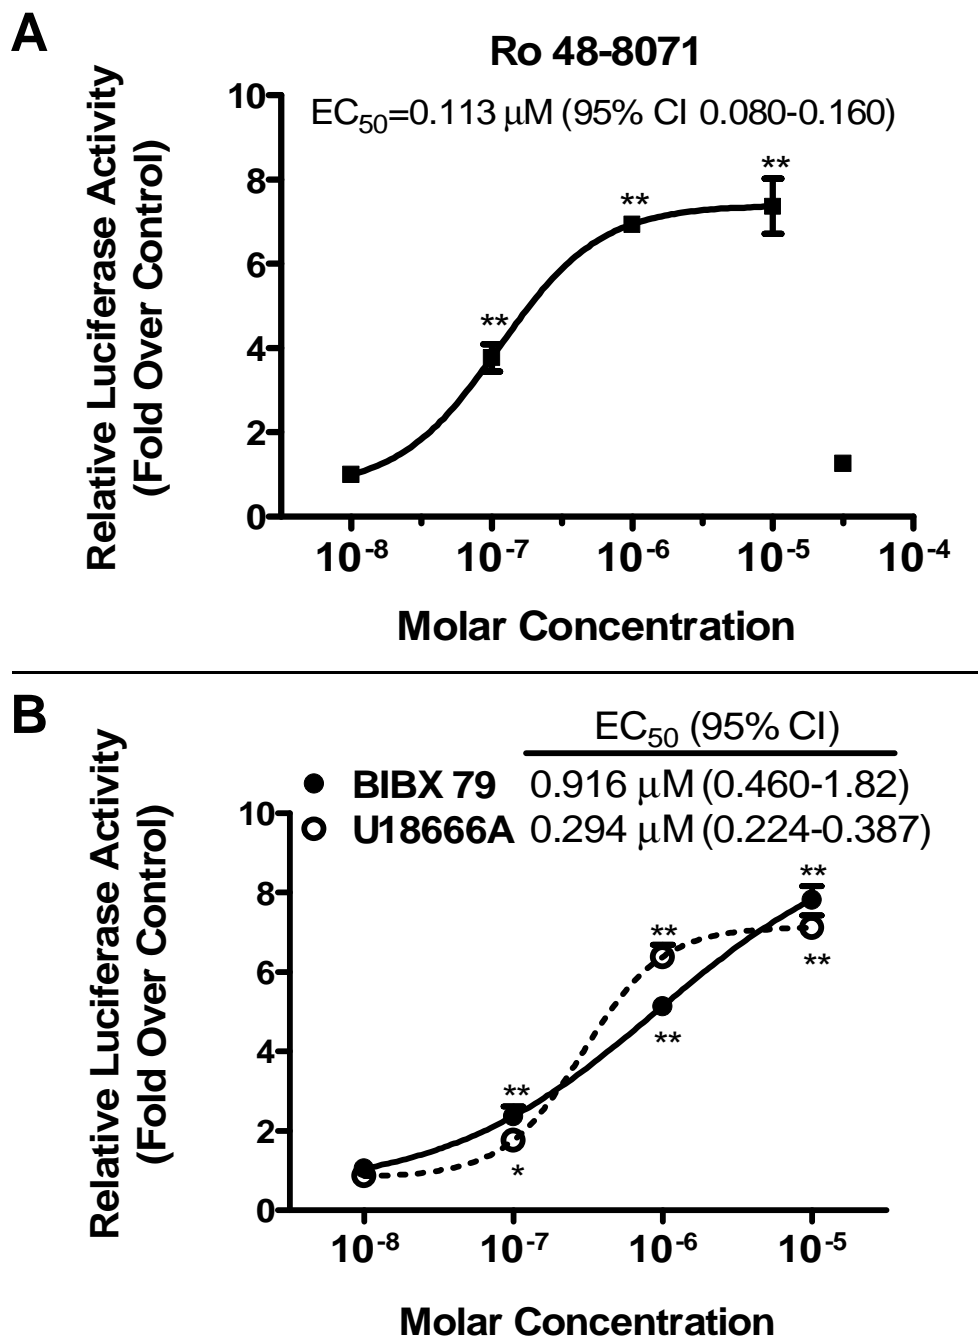 A
Ro 48-8071
EC₅₀=0.113 μM (95% CI 0.080-0.160)
Relative Luciferase Activity
(Fold Over Control)
10
8
6
4
2
0
** ** **
10⁻⁸ 10⁻⁷ 10⁻⁶ 10⁻⁵ 10⁻⁴
Molar Concentration
B
EC₅₀ (95% CI)
BIBX 79 0.916 μM (0.460-1.82)
U18666A 0.294 μM (0.224-0.387)
Relative Luciferase Activity
(Fold Over Control)
10
8
6
4
2
0
** ** **
* ** **
10⁻⁸ 10⁻⁷ 10⁻⁶ 10⁻⁵
Molar Concentration